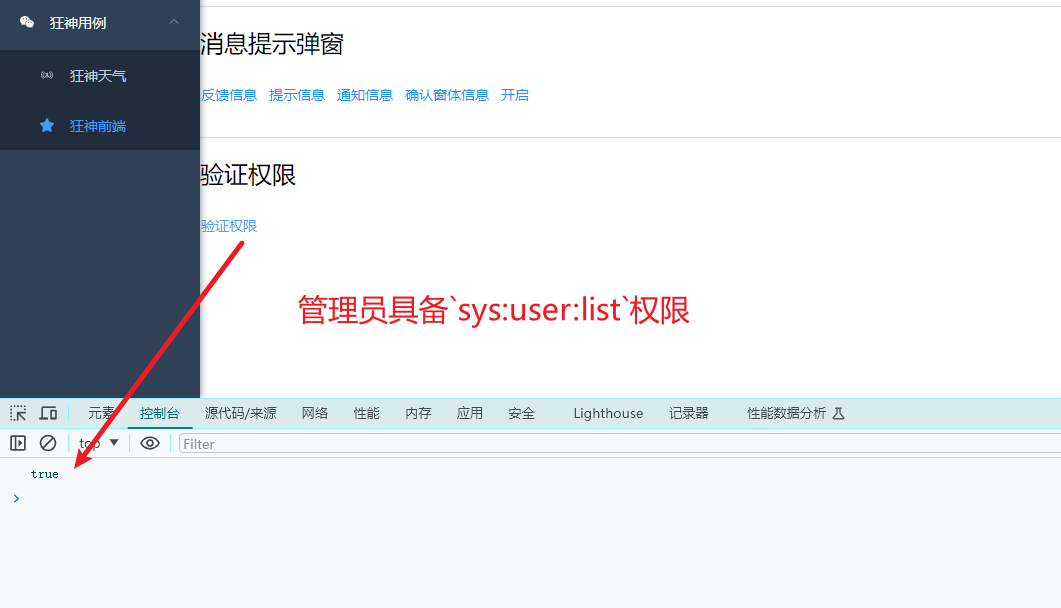 狂神用例
狂神天气
狂神前端
消息提示弹窗
反馈信息 提示信息 通知信息 确认窗体信息 开启
验证权限
验证权限
管理员具备`sys:user:list`权限
元素 控制台 源代码/来源 网络 性能 内存 应用 安全 Lighthouse 记录器 性能数据分析
top Filter
true